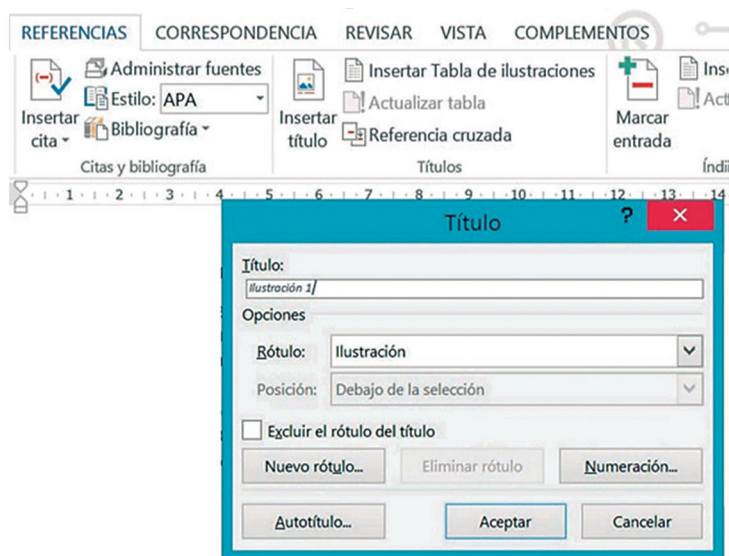 REFERENCIAS CORRESPONDENCIA REVISAR VISTA COMPLEMENTOS
Insertar cita
Administrar fuentes
Estilo: APA
Bibliografía
Citas y bibliografía
Insertar título
Insertar Tabla de ilustraciones
Actualizar tabla
Referencia cruzada
Títulos
Marcar entrada
1 2 3 4 5 6 7 8 9 10 11 12 13 14
Título ?
Título:
Ilustración 1
Opciones
Rótulo: Ilustración
Posición: Debajo de la selección
Excluir el rótulo del título
Nuevo rótulo... Eliminar rótulo Numeración...
Autotítulo... Aceptar Cancelar